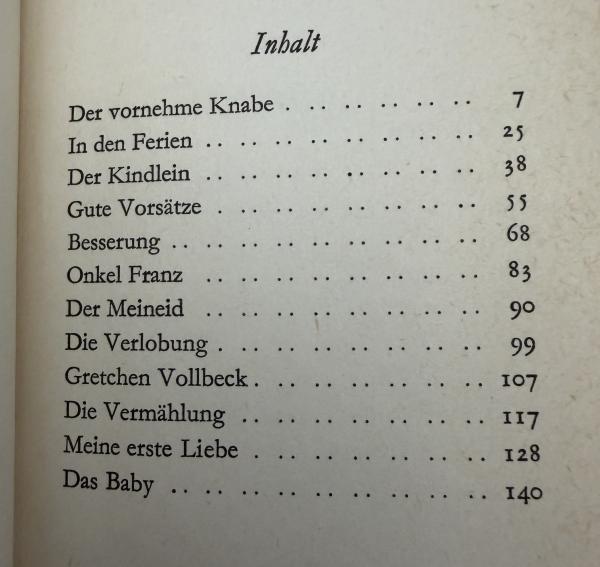 Inhalt
Der vornehme Knabe . . . . . . . . . . 7
In den Ferien . . . . . . . . . . . . . . 25
Der Kindlein . . . . . . . . . . . . . . 38
Gute Vorsätze . . . . . . . . . . . . . 55
Besserung . . . . . . . . . . . . . . . . 68
Onkel Franz . . . . . . . . . . . . . . 83
Der Meineid . . . . . . . . . . . . . . 90
Die Verlobung . . . . . . . . . . . . . 99
Gretchen Vollbeck . . . . . . . . . . . 107
Die Vermählung . . . . . . . . . . . . 117
Meine erste Liebe . . . . . . . . . . . 128
Das Baby . . . . . . . . . . . . . . . . 140